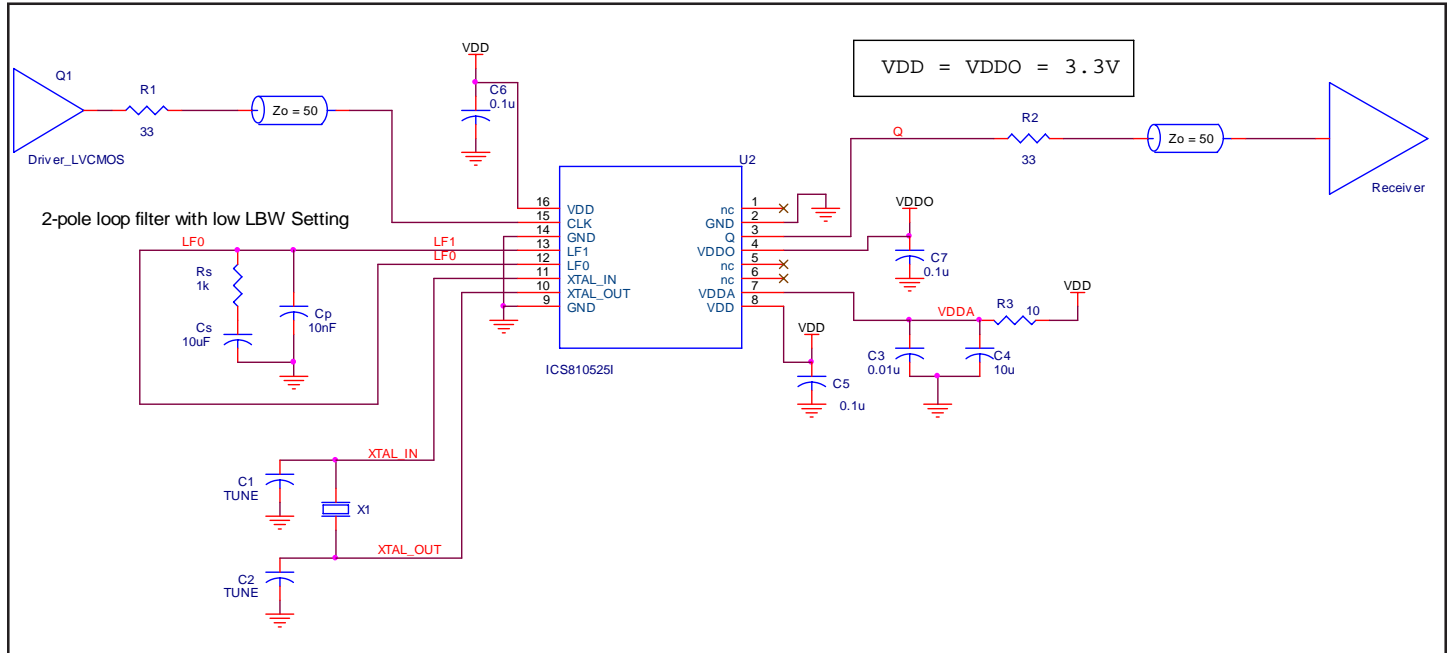 VDD = VDDO = 3.3V
Q1
R1
33
Zo = 50
Driver_LVCMOS
VDD
C6
0.1u
Q
R2
33
Zo = 50
Receiver
2-pole loop filter with low LBW Setting
LF0
LF1
LF0
Rs
1k
Cs
10uF
Cp
10nF
U2
16
15
14
13
12
11
10
9
VDD
CLK
GND
LF1
LF0
XTAL_IN
XTAL_OUT
GND
nc
GND
Q
VDDO
nc
nc
VDDA
VDD
1
2
3
4
5
6
7
8
ICS810525I
VDDO
C7
0.1u
VDD
R3
10
VDDA
C3
0.01u
C4
10u
VDD
C5
0.1u
XTAL_IN
C1
TUNE
X1
XTAL_OUT
C2
TUNE